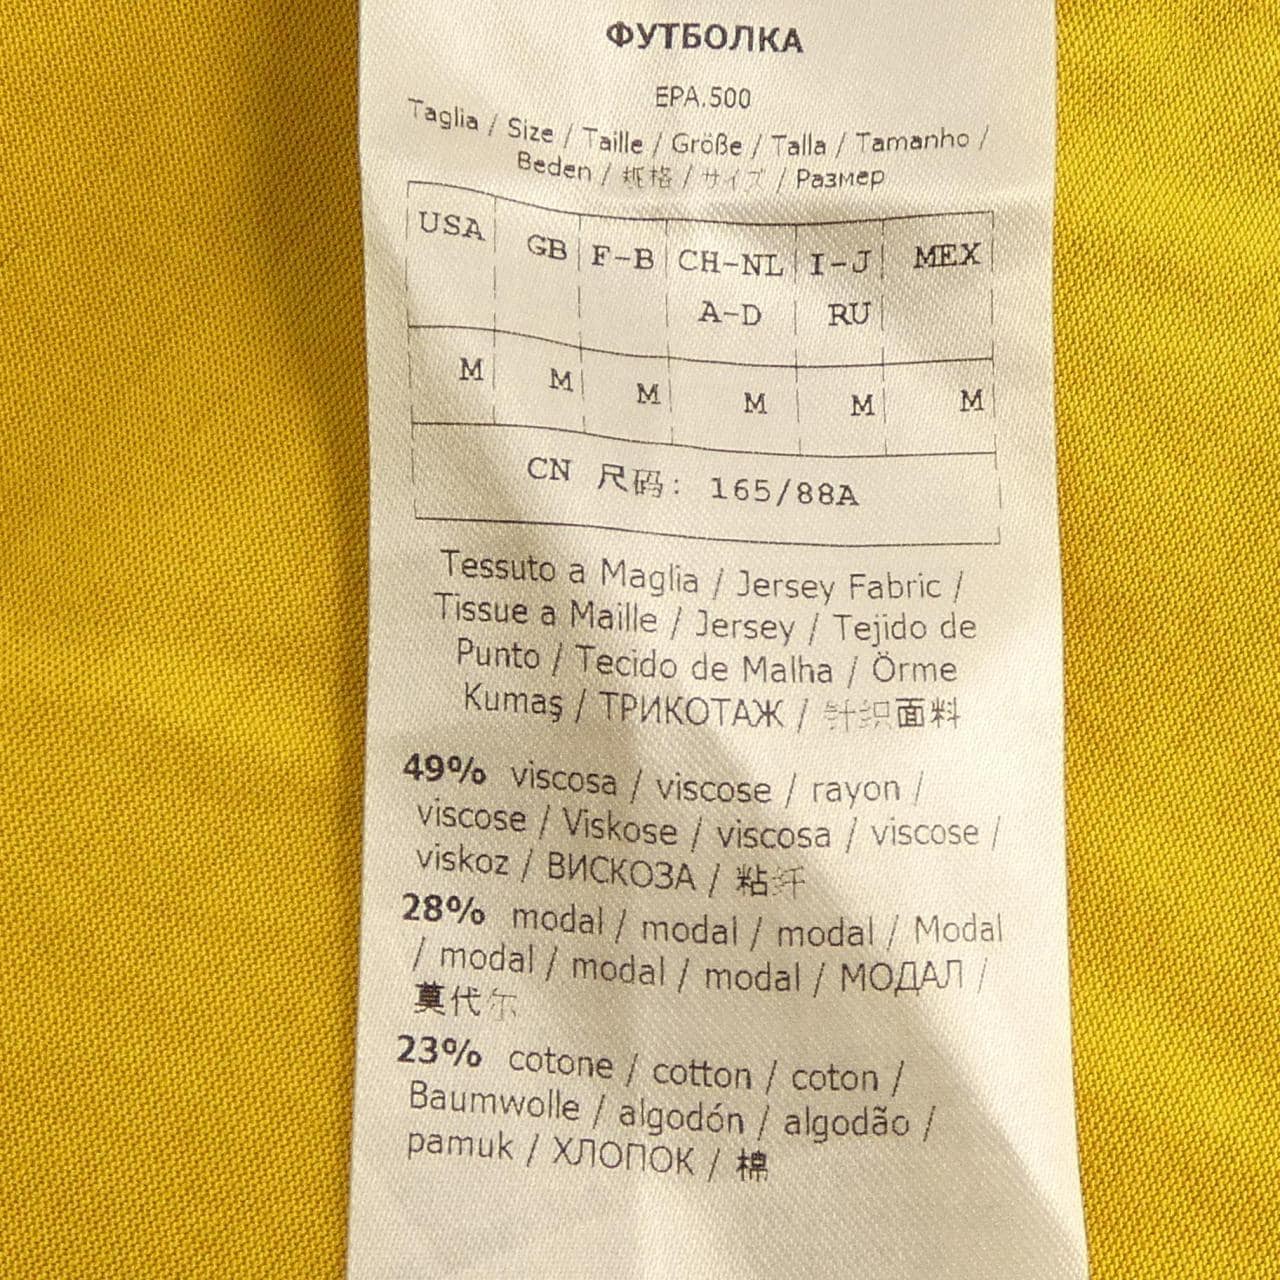 ФУТБОЛКА
EPA.500
Taglia / Size / Taille / Größe / Talla / Tamanho /
Beden / 规格 / サイズ / Размер
USA GB F-B CH-NL I-J MEX
A-D RU
M M M M M M
CN 尺码: 165/88A
Tessuto a Maglia / Jersey Fabric /
Tissue a Maille / Jersey / Tejido de
Punto / Tecido de Malha / Örme
Kumaş / ТРИКОТАЖ / 针织面料
49% viscosa / viscose / rayon /
viscose / Viskose / viscosa / viscose /
viskoz / ВИСКОЗА / 粘纤
28% modal / modal / modal / Modal
/ modal / modal / modal / МОДАЛ /
莫代尔
23% cotone / cotton / coton /
Baumwolle / algodón / algodão /
pamuk / ХЛОПОК / 棉